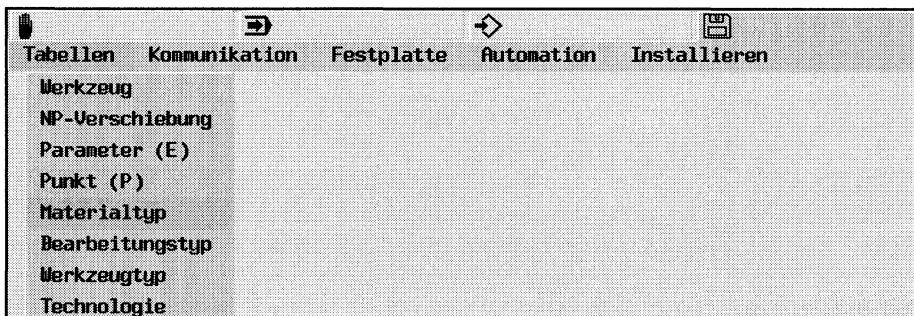 Tabellen Kommunikation Festplatte Automation Installieren
Werkzeug
NP-Verschiebung
Parameter (E)
Punkt (P)
Materialtyp
Bearbeitungstyp
Werkzeugtyp
Technologie